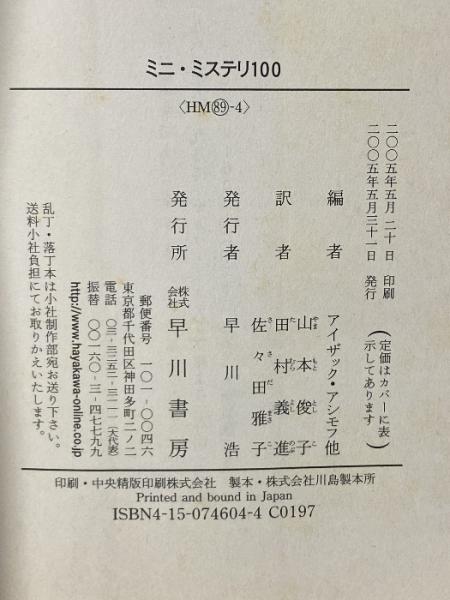 ミニ・ミステリ100
〈HM㊾-4〉
二〇〇五年五月二十日 印刷
二〇〇五年五月三十一日 発行
(定価はカバーに表示してあります)
編者 アイザック・アシモフ他
訳者 山本俊子
田村義進
佐々田雅子
発行者 早川浩
発行所 株式会社 早川書房
郵便番号 一〇一-〇〇四六
東京都千代田区神田多町二ノ二
電話 〇三-三二五二-三一一一(大代表)
振替 〇〇一六〇-三-四七七九九
http://www.hayakawa-online.co.jp
乱丁・落丁本は小社制作部宛お送り下さい。
送料小社負担にてお取りかえいたします。
印刷・中央精版印刷株式会社 製本・株式会社川島製本所
Printed and bound in Japan
ISBN4-15-074604-4 C0197